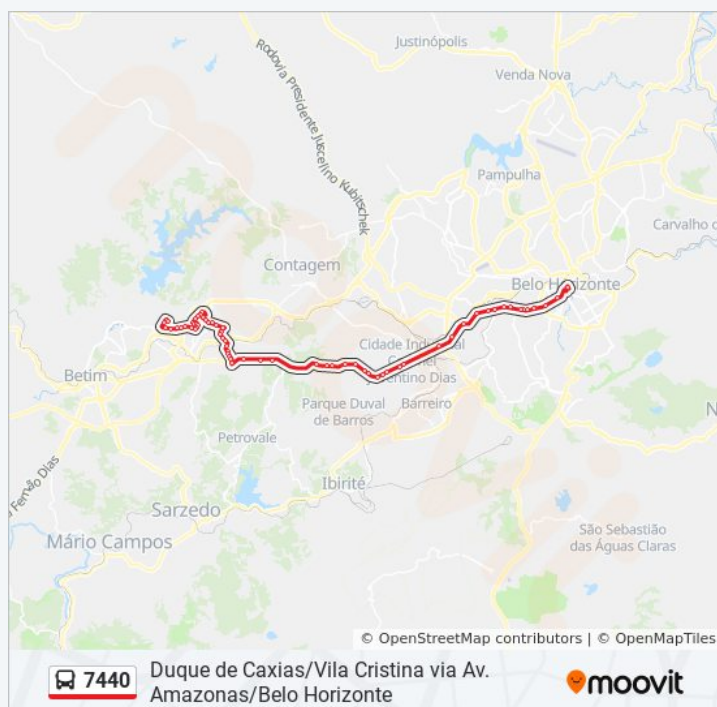 Justinópolis
Venda Nova
Rodovia Presidente Juscelino Kubitschek
Pampulha
Carvalho
Contagem
Belo Horizonte
Cidade Industrial
Betim
Parque Duval
de Barros
Barreiro
Petrovale
Ibirité
Fernão Dias
Sarzedo
Mário Campos
São Sebastião
das Águas Claras
© OpenStreetMap contributors | © OpenMapTiles
7440
Duque de Caxias/Vila Cristina via Av.
Amazonas/Belo Horizonte
moovit